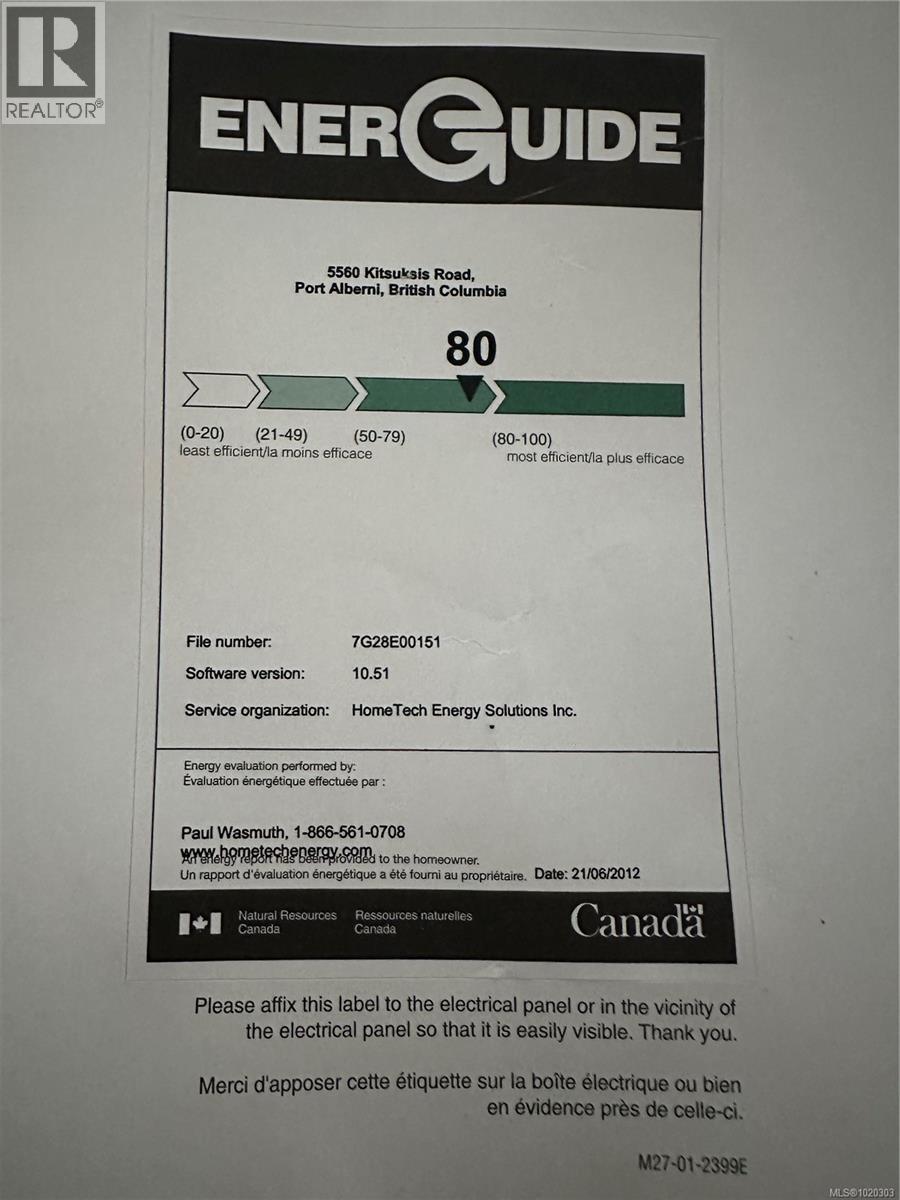 REALTOR®
ENERGUIDE
5560 Kitsuksis Road,
Port Alberni, British Columbia
80
(0-20) (21-49) (50-79) (80-100)
least efficient/la moins efficace most efficient/la plus efficace
File number: 7G28E00151
Software version: 10.51
Service organization: HomeTech Energy Solutions Inc.
Energy evaluation performed by:
Évaluation énergétique effectuée par :
Paul Wasmuth, 1-866-561-0708
www.hometechenergy.com
An energy report has been provided to the homeowner.
Un rapport d'évaluation énergétique a été fourni au propriétaire. Date: 21/06/2012
Natural Resources Ressources naturelles
Canada Canada
Canada
Please affix this label to the electrical panel or in the vicinity of
the electrical panel so that it is easily visible. Thank you.
Merci d'apposer cette étiquette sur la boîte électrique ou bien
en évidence près de celle-ci.
M27-01-2399E
MLS®1020303